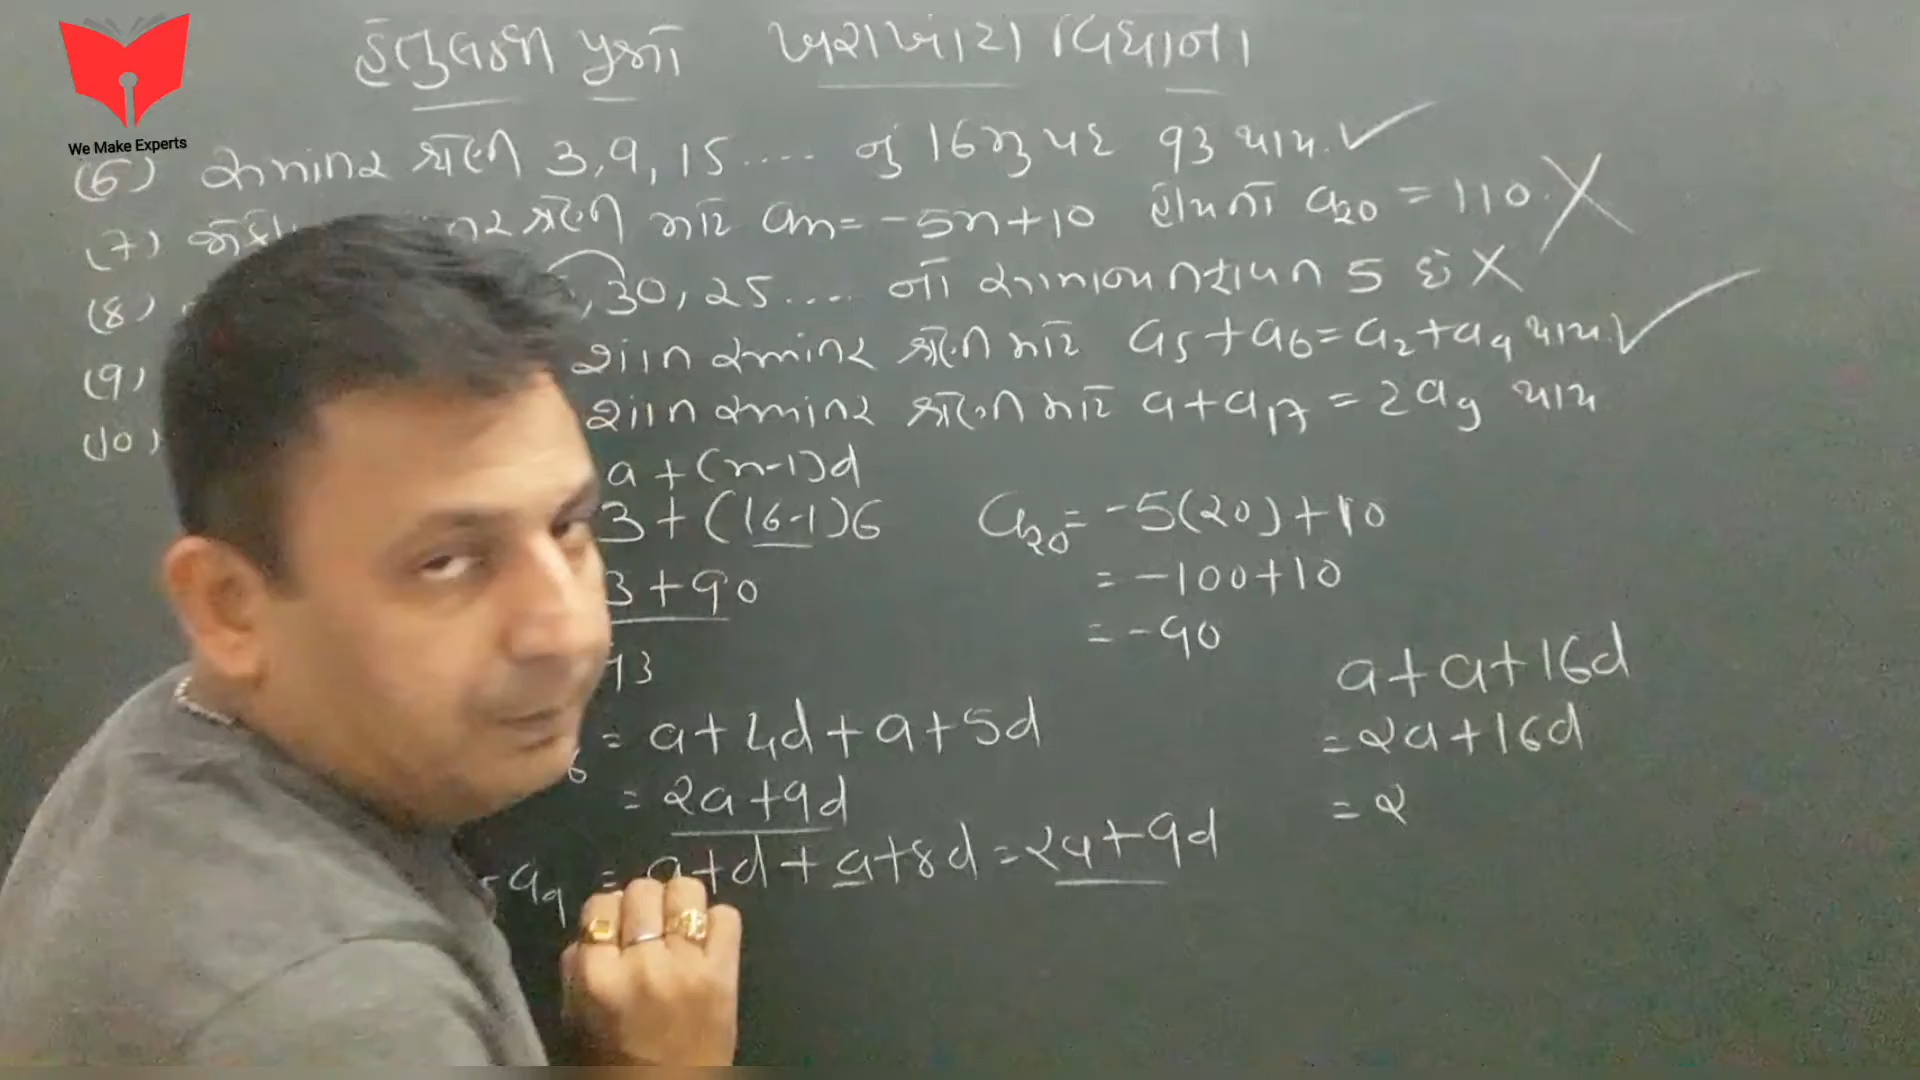 હેતુલક્ષી પ્રશ્નો ખરાખોટા વિધાનો
We Make Experts
(6) સમાંતર શ્રેણી 3, 9, 15 .... નું 16મુ પદ 93 થાય. ✓
(7) શ્રેણી માટે an = -5n+10 હોયતો a20 = 110. X
(8) 30, 25 .... નો સામાન્ય તફાવત 5 છે X
(9) સાંત સમાંતર શ્રેણી માટે a5+a6=a2+a9 થાય. ✓
(10) સાંત સમાંતર શ્રેણી માટે a+a17 = 2a9 થાય
a+(n-1)d
3+(16-1)6
3+90
93
a20 = -5(20)+10
= -100+10
= -90
6 = a+4d+a+5d
= 2a+9d
+a9 = a+d+a+8d = 2a+9d
a+a+16d
= 2a+16d
= 2